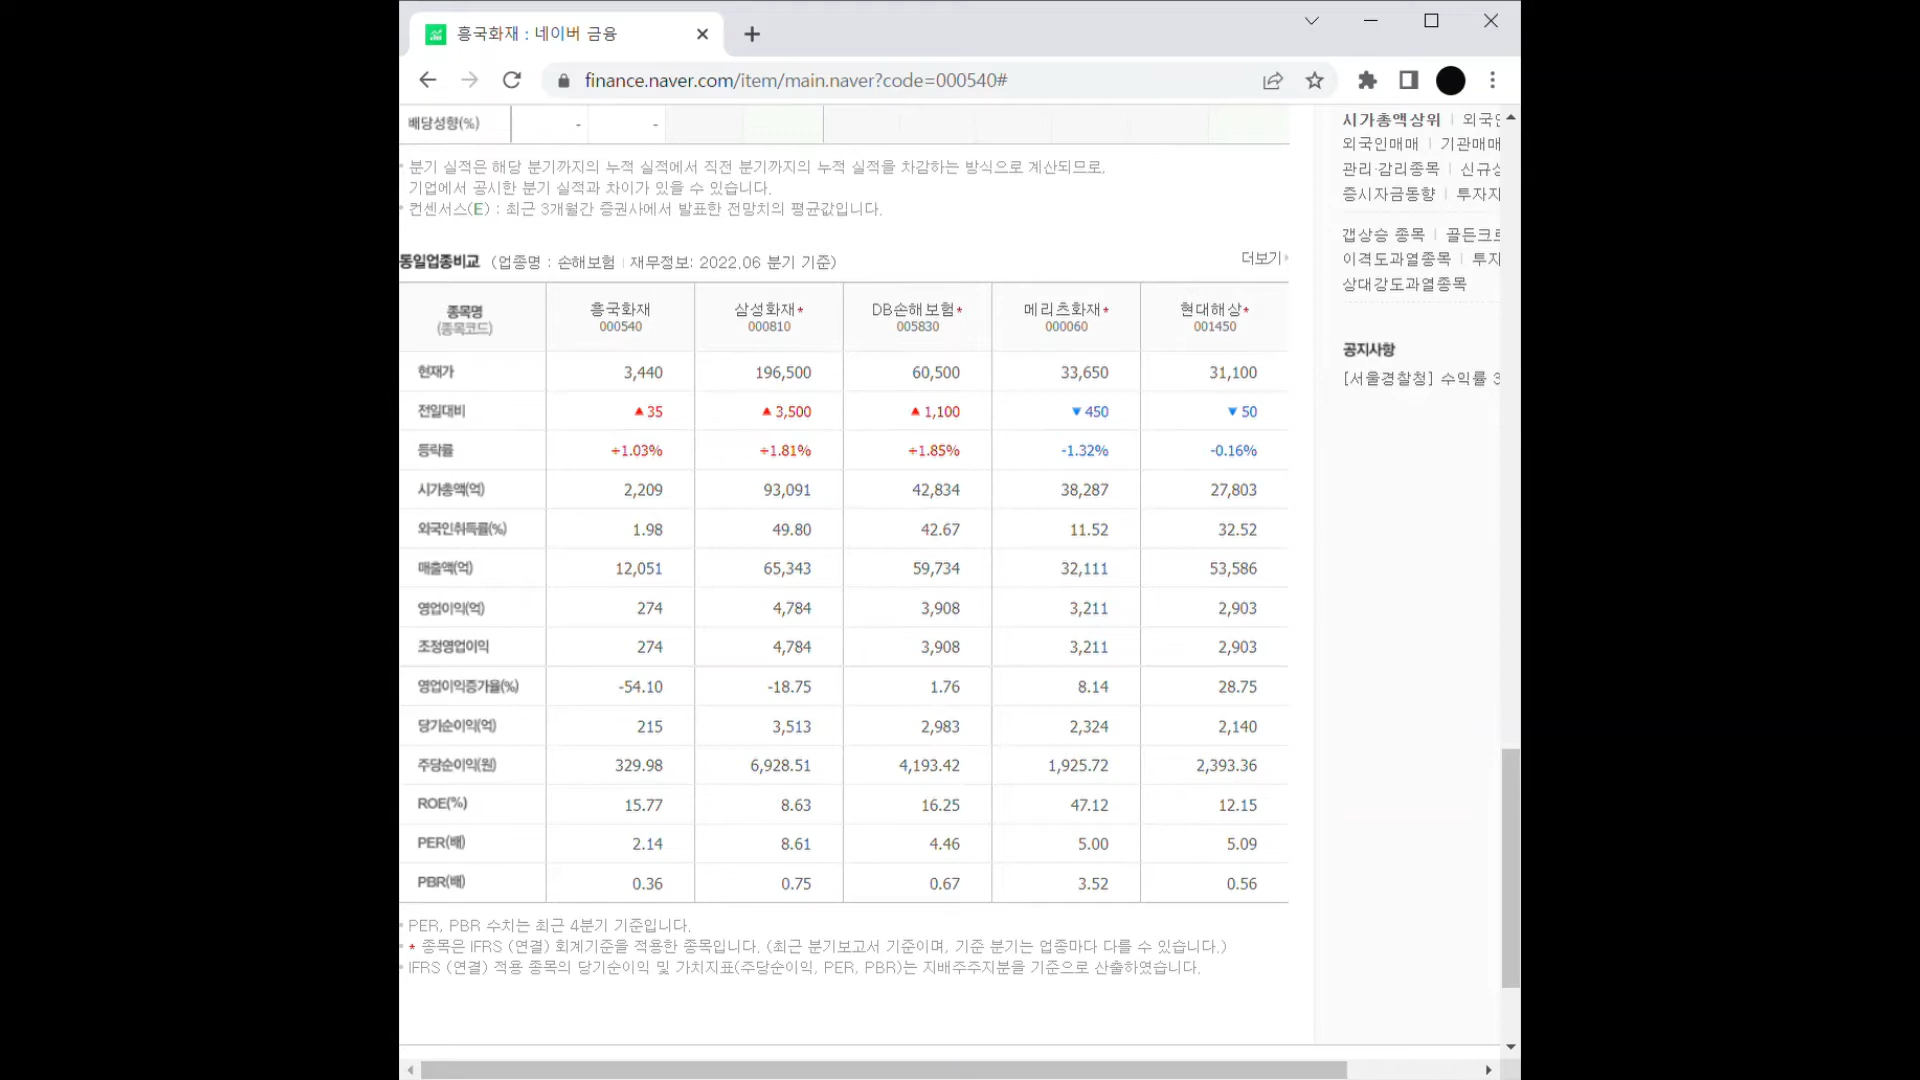 흥국화재 : 네이버 금융
finance.naver.com/item/main.naver?code=000540#
배당성향(%) - -
분기 실적은 해당 분기까지의 누적 실적에서 직전 분기까지의 누적 실적을 차감하는 방식으로 계산되므로,
기업에서 공시한 분기 실적과 차이가 있을 수 있습니다.
컨센서스(E) : 최근 3개월간 증권사에서 발표한 전망치의 평균값입니다.
동일업종비교 (업종명 : 손해보험 | 재무정보: 2022.06 분기 기준) 더보기
종목명 흥국화재 삼성화재* DB손해보험* 메리츠화재* 현대해상*
(종목코드) 000540 000810 005830 000060 001450
현재가 3,440 196,500 60,500 33,650 31,100
전일대비 ▲35 ▲3,500 ▲1,100 ▼450 ▼50
등락률 +1.03% +1.81% +1.85% -1.32% -0.16%
시가총액(억) 2,209 93,091 42,834 38,287 27,803
외국인취득률(%) 1.98 49.80 42.67 11.52 32.52
매출액(억) 12,051 65,343 59,734 32,111 53,586
영업이익(억) 274 4,784 3,908 3,211 2,903
조정영업이익 274 4,784 3,908 3,211 2,903
영업이익증가율(%) -54.10 -18.75 1.76 8.14 28.75
당기순이익(억) 215 3,513 2,983 2,324 2,140
주당순이익(원) 329.98 6,928.51 4,193.42 1,925.72 2,393.36
ROE(%) 15.77 8.63 16.25 47.12 12.15
PER(배) 2.14 8.61 4.46 5.00 5.09
PBR(배) 0.36 0.75 0.67 3.52 0.56
PER, PBR 수치는 최근 4분기 기준입니다.
* 종목은 IFRS (연결) 회계기준을 적용한 종목입니다. (최근 분기보고서 기준이며, 기준 분기는 업종마다 다를 수 있습니다.)
IFRS (연결) 적용 종목의 당기순이익 및 가치지표(주당순이익, PER, PBR)는 지배주주지분을 기준으로 산출하였습니다.
시가총액상위 | 외국
외국인매매 | 기관매매
관리·감리종목 | 신규
증시자금동향 | 투자
갭상승 종목 | 골든크
이격도과열종목 | 투자
상대강도과열종목
공지사항
[서울경찰청] 수익률 3